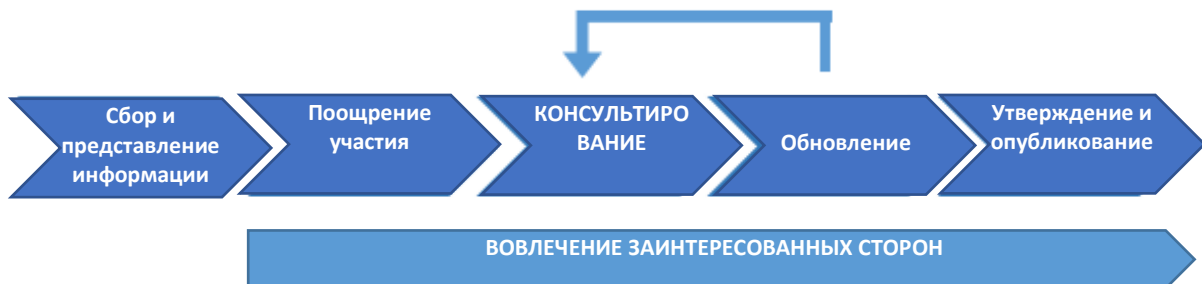 Сбор и
представление
информации
Поощрение
участия
КОНСУЛЬТИРО
ВАНИЕ
Обновление
Утверждение и
опубликование
ВОВЛЕЧЕНИЕ ЗАИНТЕРЕСОВАННЫХ СТОРОН